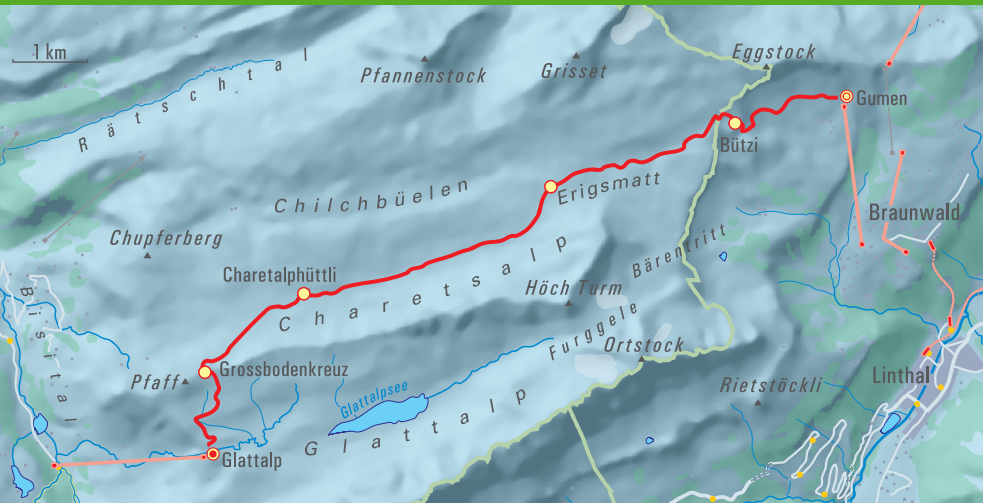 1 km
Rätschtal
Pfannenstock
Grisset
Eggstock
Gumen
Bützi
Chilchbüelen
Erigsmatt
Braunwald
Chupferberg
Charetalphüttli
Charetsalp
Bärentritt
Höch Turm
Bisital
Furggele
Ortstock
Pfaff
Grossbodenkreuz
Glattalpsee
Rietstöckli
Linthal
Glattalp
Glattalp